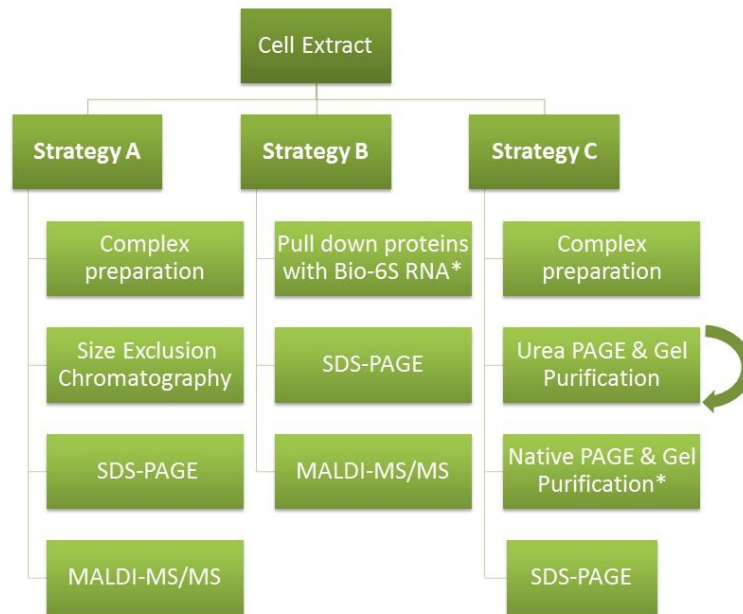 Cell Extract
Strategy A
Strategy B
Strategy C
Complex
preparation
Pull down proteins
with Bio-6S RNA*
Complex
preparation
Size Exclusion
Chromatography
SDS-PAGE
Urea PAGE & Gel
Purification
SDS-PAGE
MALDI-MS/MS
Native PAGE & Gel
Purification*
MALDI-MS/MS
SDS-PAGE